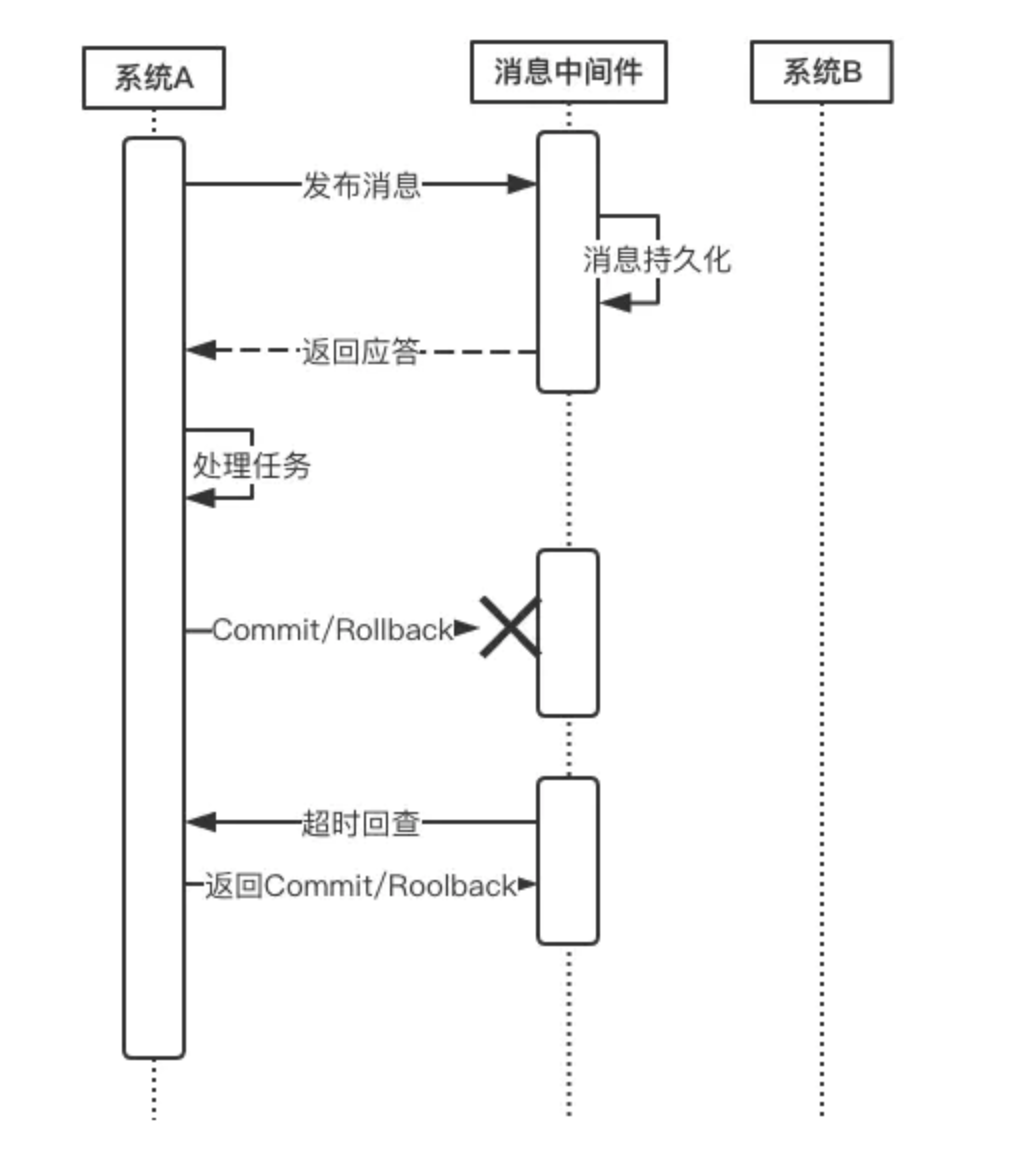 系统A
消息中间件
系统B
发布消息
消息持久化
返回应答
处理任务
Commit/Rollback
超时回查
返回Commit/Roolback